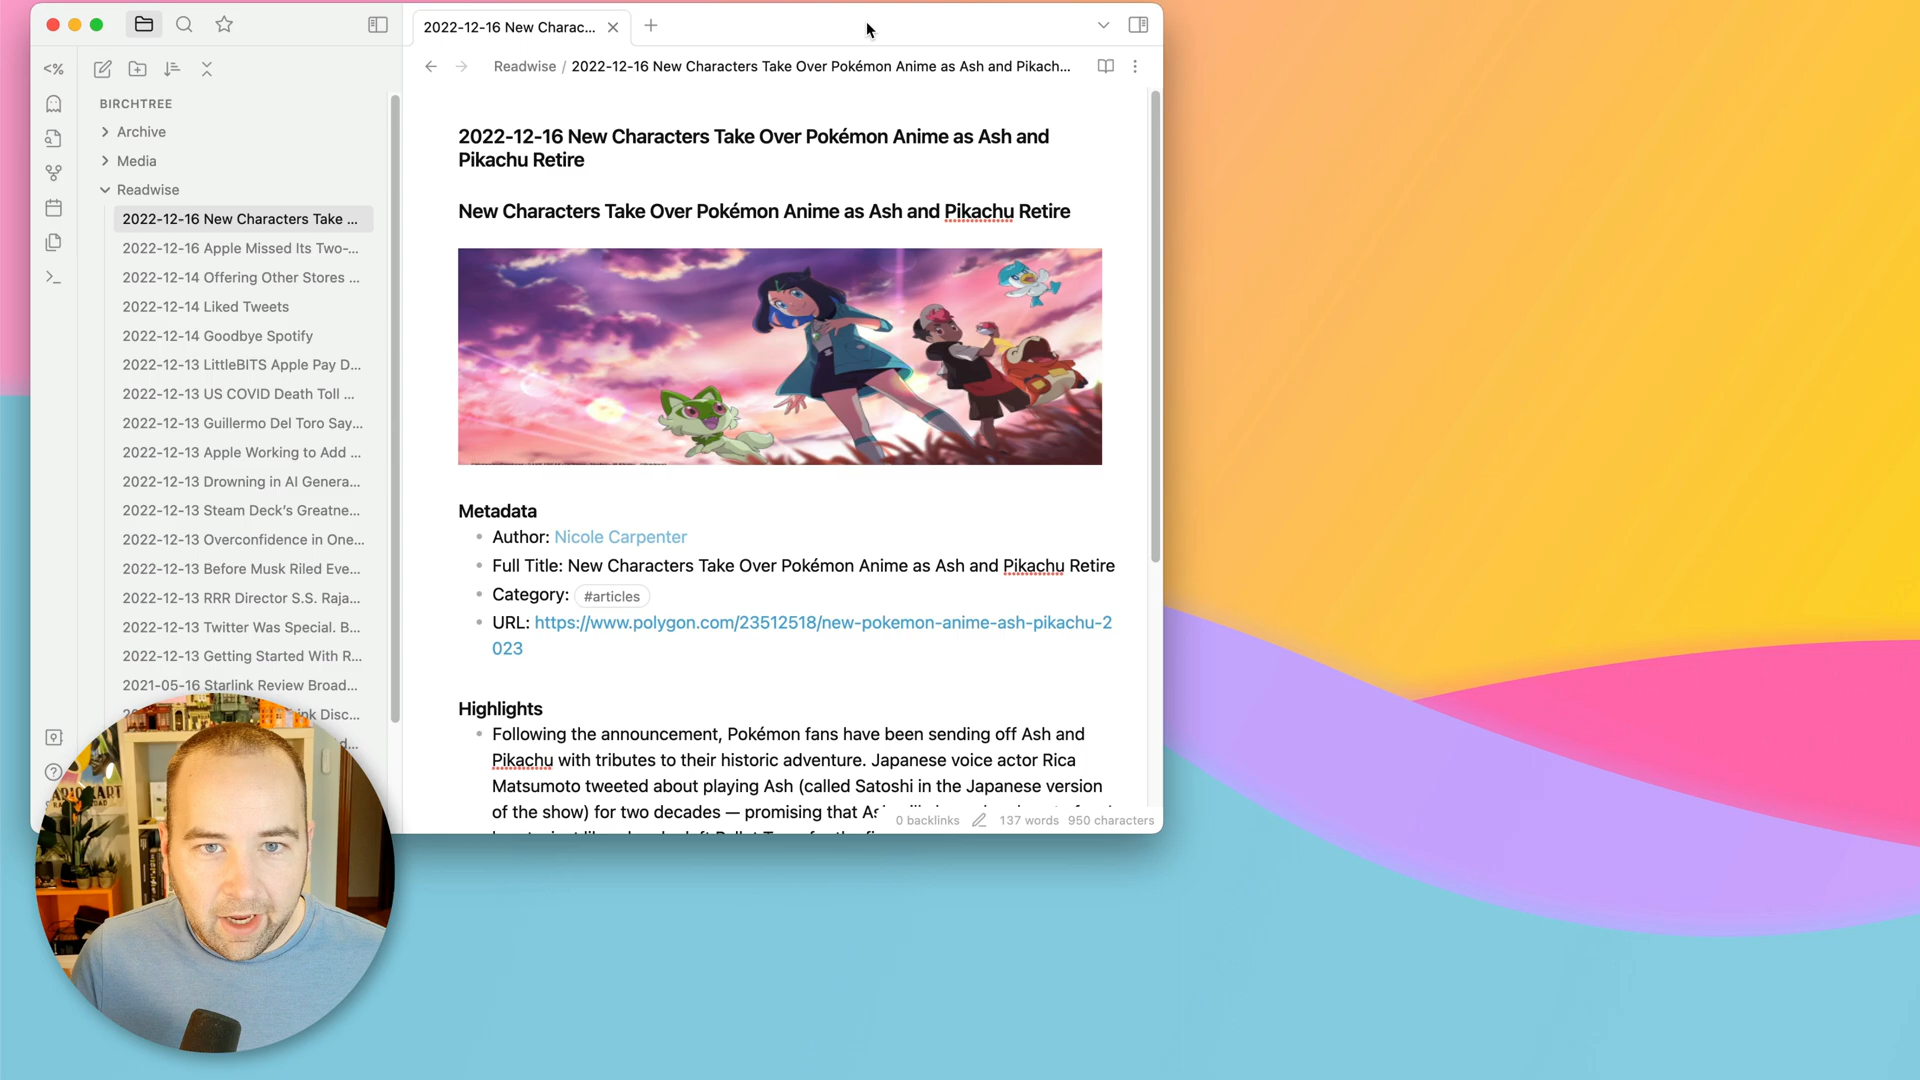 2022-12-16 New Charac...
<%
Readwise / 2022-12-16 New Characters Take Over Pokémon Anime as Ash and Pikach...
BIRCHTREE
Archive
Media
Readwise
2022-12-16 New Characters Take ...
2022-12-16 Apple Missed Its Two-...
2022-12-14 Offering Other Stores ...
2022-12-14 Liked Tweets
2022-12-14 Goodbye Spotify
2022-12-13 LittleBITS Apple Pay D...
2022-12-13 US COVID Death Toll ...
2022-12-13 Guillermo Del Toro Say...
2022-12-13 Apple Working to Add ...
2022-12-13 Drowning in AI Genera...
2022-12-13 Steam Deck's Greatne...
2022-12-13 Overconfidence in One...
2022-12-13 Before Musk Riled Eve...
2022-12-13 RRR Director S.S. Raja...
2022-12-13 Twitter Was Special. B...
2022-12-13 Getting Started With R...
2021-05-16 Starlink Review Broad...
Disc...
2022-12-16 New Characters Take Over Pokémon Anime as Ash and
Pikachu Retire
New Characters Take Over Pokémon Anime as Ash and Pikachu Retire
Metadata
Author: Nicole Carpenter
Full Title: New Characters Take Over Pokémon Anime as Ash and Pikachu Retire
Category: #articles
URL: https://www.polygon.com/23512518/new-pokemon-anime-ash-pikachu-2
023
Highlights
Following the announcement, Pokémon fans have been sending off Ash and
Pikachu with tributes to their historic adventure. Japanese voice actor Rica
Matsumoto tweeted about playing Ash (called Satoshi in the Japanese version
of the show) for two decades — promising that
0 backlinks 137 words 950 characters